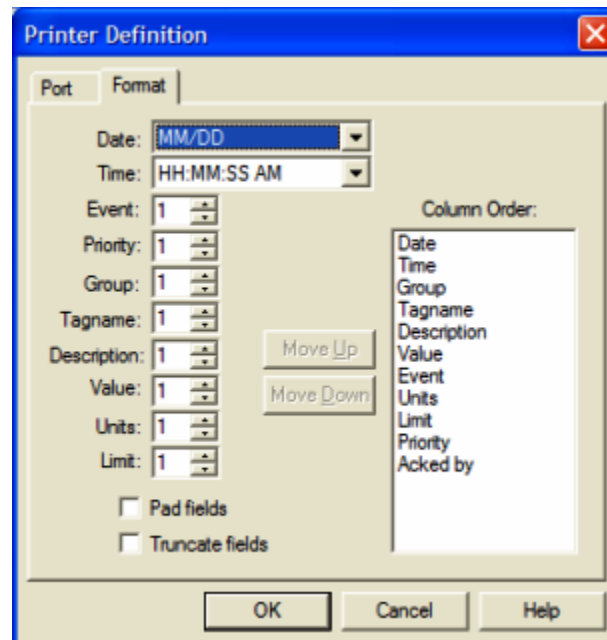 Printer Definition
Port
Format
Date: MM/DD
Time: HH:MM:SS AM
Event: 1
Priority: 1
Group: 1
Tagname: 1
Description: 1
Value: 1
Units: 1
Limit: 1
Pad fields
Truncate fields
Move Up
Move Down
Column Order:
Date
Time
Group
Tagname
Description
Value
Event
Units
Limit
Priority
Acked by
OK
Cancel
Help